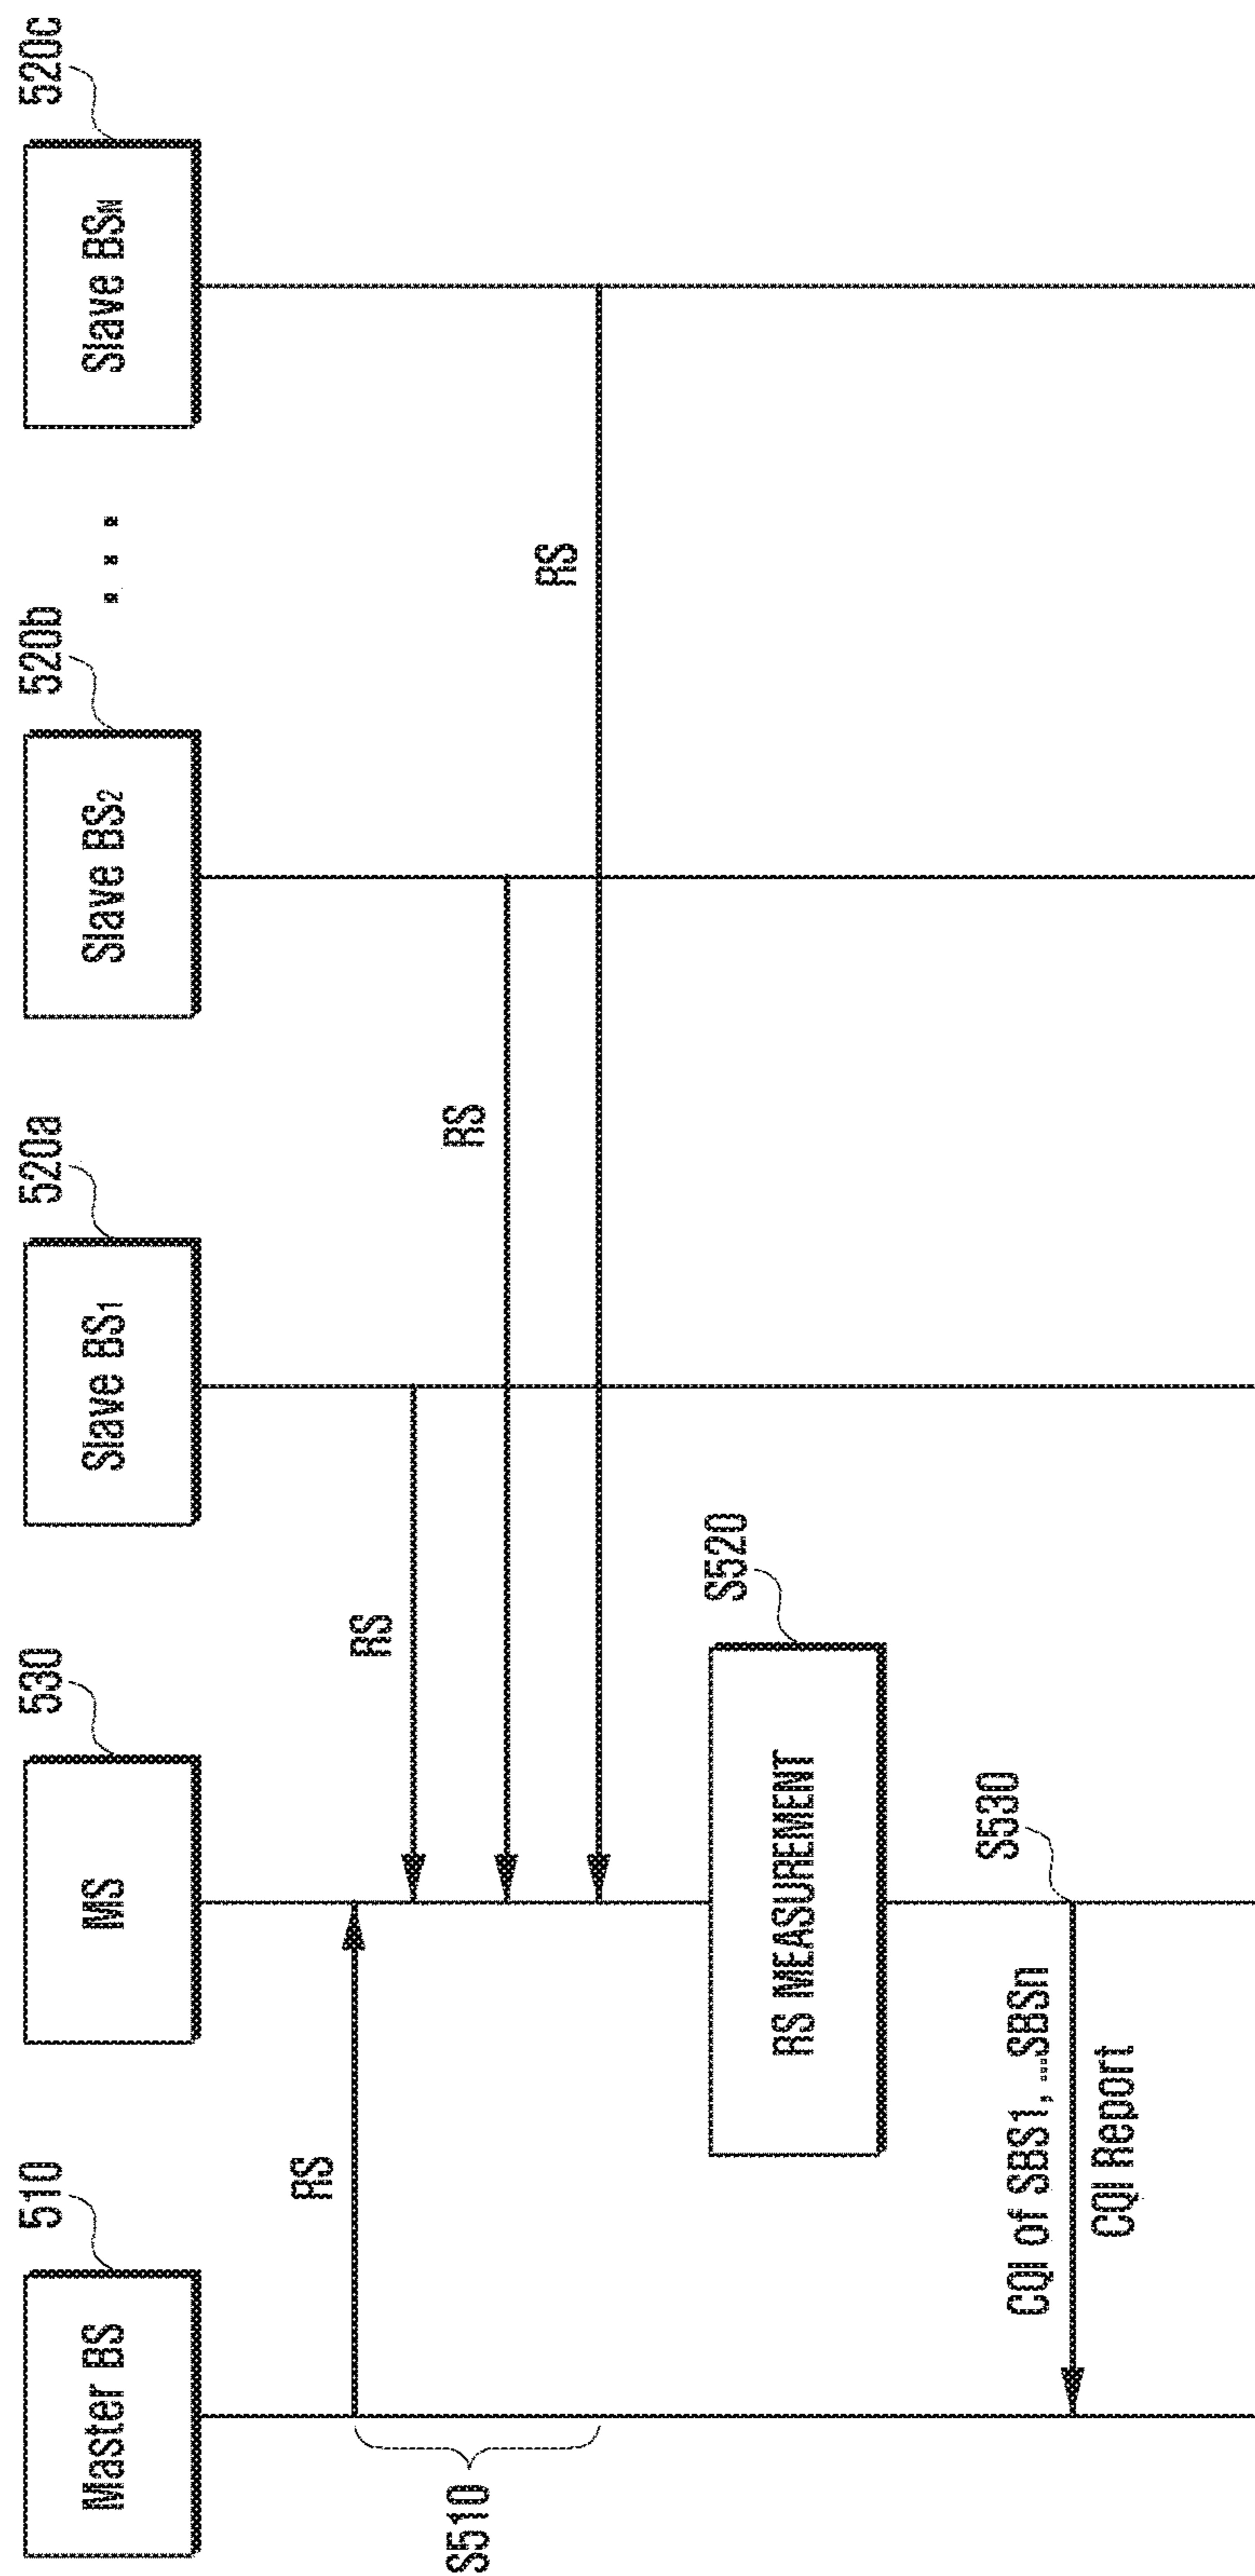 510
530
520a
520b
520c
Master BS
MS
Slave BS1
Slave BS2
. . .
Slave BSN
S510
RS
RS
RS
RS
RS MEASUREMENT
S520
CQI of SBS1, ...SBSn
S530
CQI Report